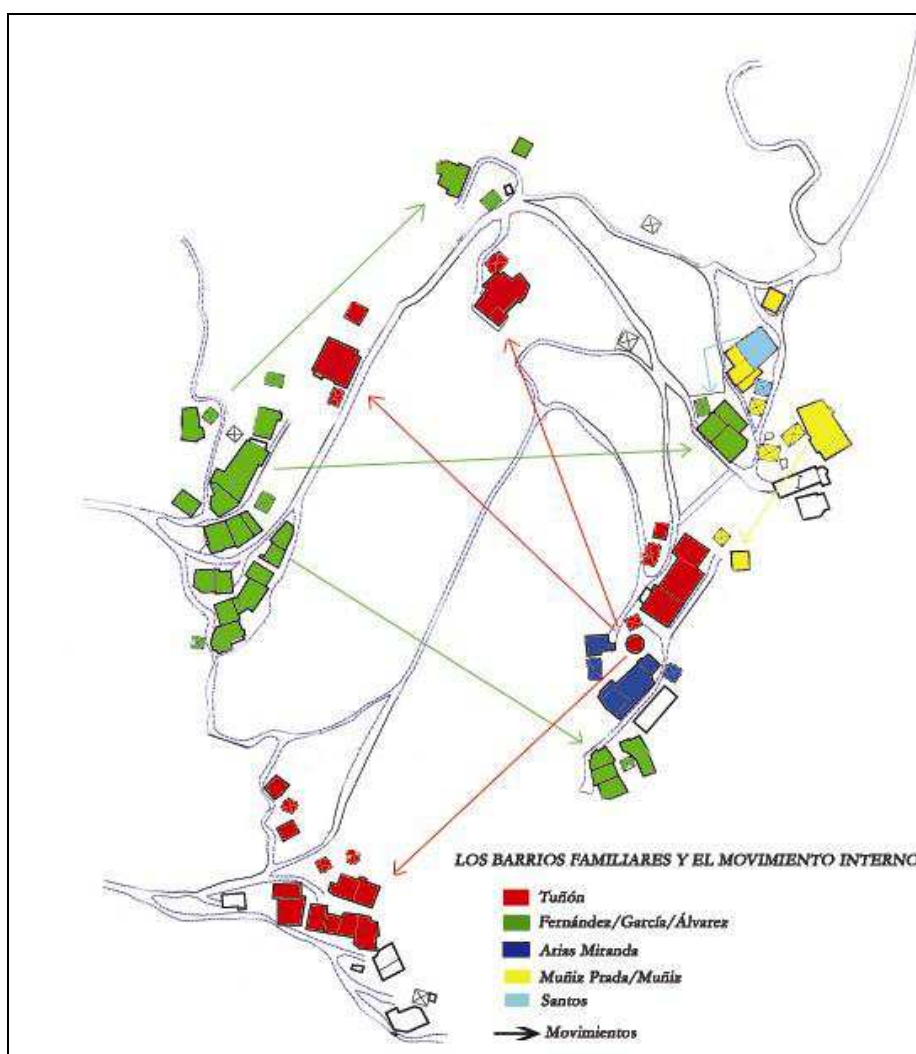 LOS BARRIOS FAMILIARES Y EL MOVIMIENTO INTERNO
Tuñón
Fernández/García/Álvarez
Arias Miranda
Muñiz Prada/Muñiz
Santos
Movimientos